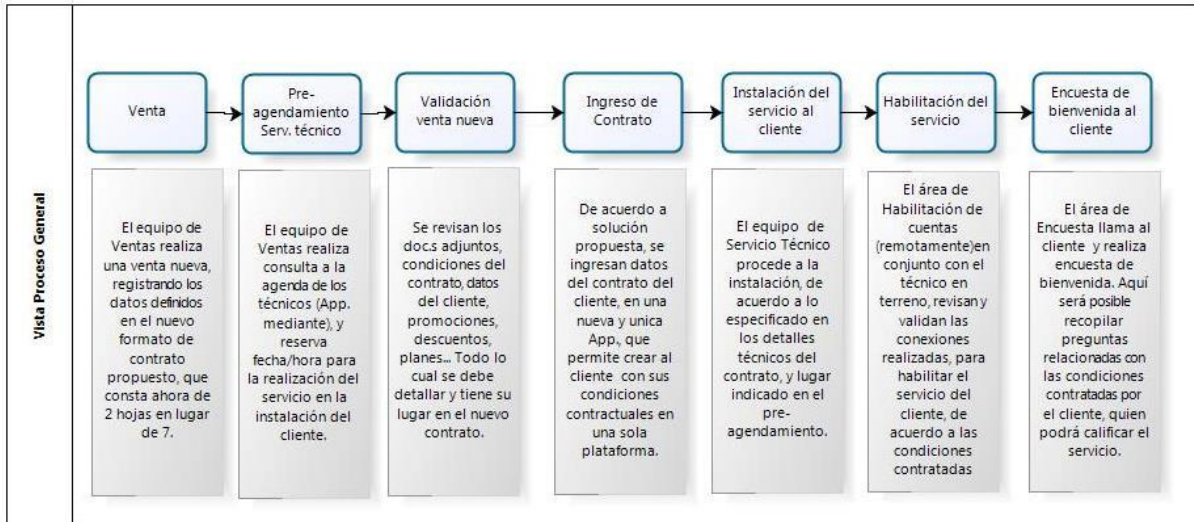 Vista Proceso General
Venta
Pre-
agendamiento
Serv. técnico
Validación
venta nueva
Ingreso de
Contrato
Instalación del
servicio al
cliente
Habilitación del
servicio
Encuesta de
bienvenida al
cliente
El equipo de
Ventas realiza
una venta nueva,
registrando los
datos definidos
en el nuevo
formato de
contrato
propuesto, que
consta ahora de
2 hojas en lugar
de 7.
El equipo de
Ventas realiza
consulta a la
agenda de los
técnicos (App.
mediante), y
reserva
fecha/hora para
la realización del
servicio en la
instalación del
cliente.
Se revisan los
doc.s adjuntos,
condiciones del
contrato, datos
del cliente,
promociones,
descuentos,
planes... Todo lo
cual se debe
detallar y tiene su
lugar en el nuevo
contrato.
De acuerdo a
solución
propuesta, se
ingresan datos
del contrato del
cliente, en una
nueva y unica
App., que
permite crear al
cliente con sus
condiciones
contractuales en
una sola
plataforma.
El equipo de
Servicio Técnico
procede a la
instalación, de
acuerdo a lo
especificado en
los detalles
técnicos del
contrato, y lugar
indicado en el
pre-
agendamiento.
El área de
Habilitación de
cuentas
(remotamente)en
conjunto con el
técnico en
terreno, revisan y
validan las
conexiones
realizadas, para
habilitar el
servicio del
cliente, de
acuerdo a las
condiciones
contratadas
El área de
Encuesta llama al
cliente y realiza
encuesta de
bienvenida. Aquí
será posible
recopilar
preguntas
relacionadas con
las condiciones
contratadas por
el cliente, quien
podrá calificar el
servicio.